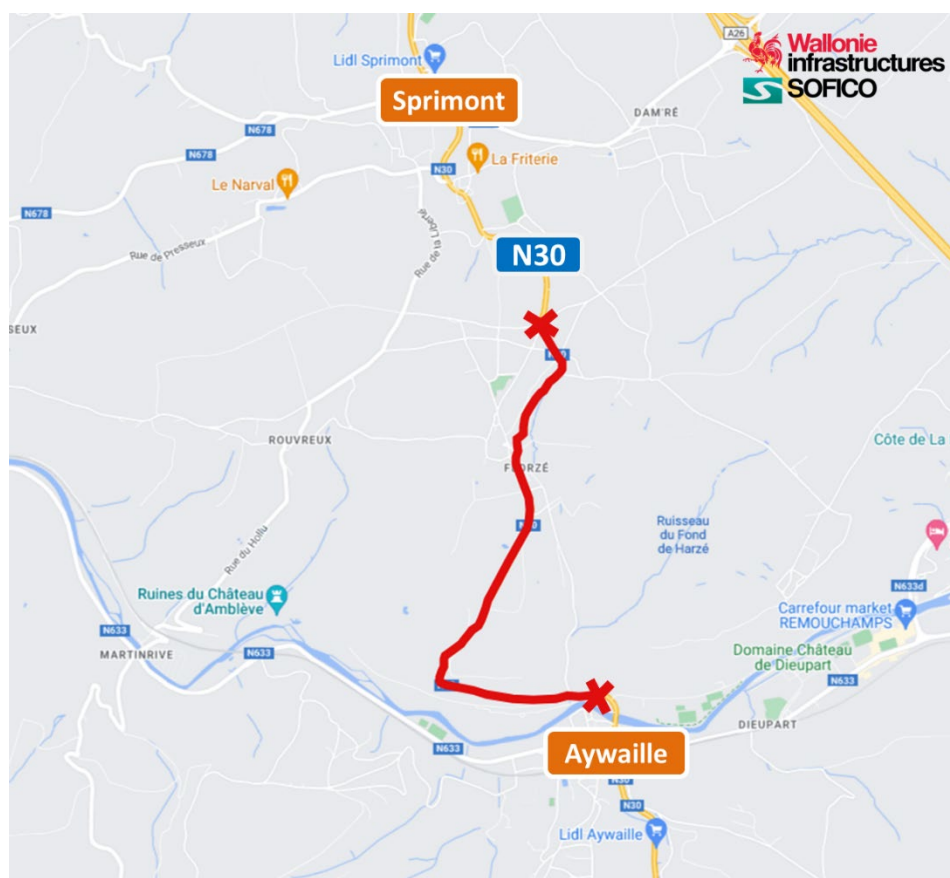 A26
Wallonie
infrastructures
SOFICO
Lidl Sprimont
Sprimont
DAM'RÉ
N678
N678
N30
La Friterie
Le Narval
N678
Rue de la Liberté
Rue de Presseux
N30
SEUX
ROUVREUX
Côte de La
FLORZÉ
Ruisseau
du Fond
de Harzé
Rue du Hollu
N633d
Ruines du Château
d'Amblève
Carrefour market
REMOUCHAMPS
N633
MARTINRIVE
N633
Domaine Château
de Dieupart
N633
DIEUPART
N633
Aywaille
N30
N30
Lidl Aywaille